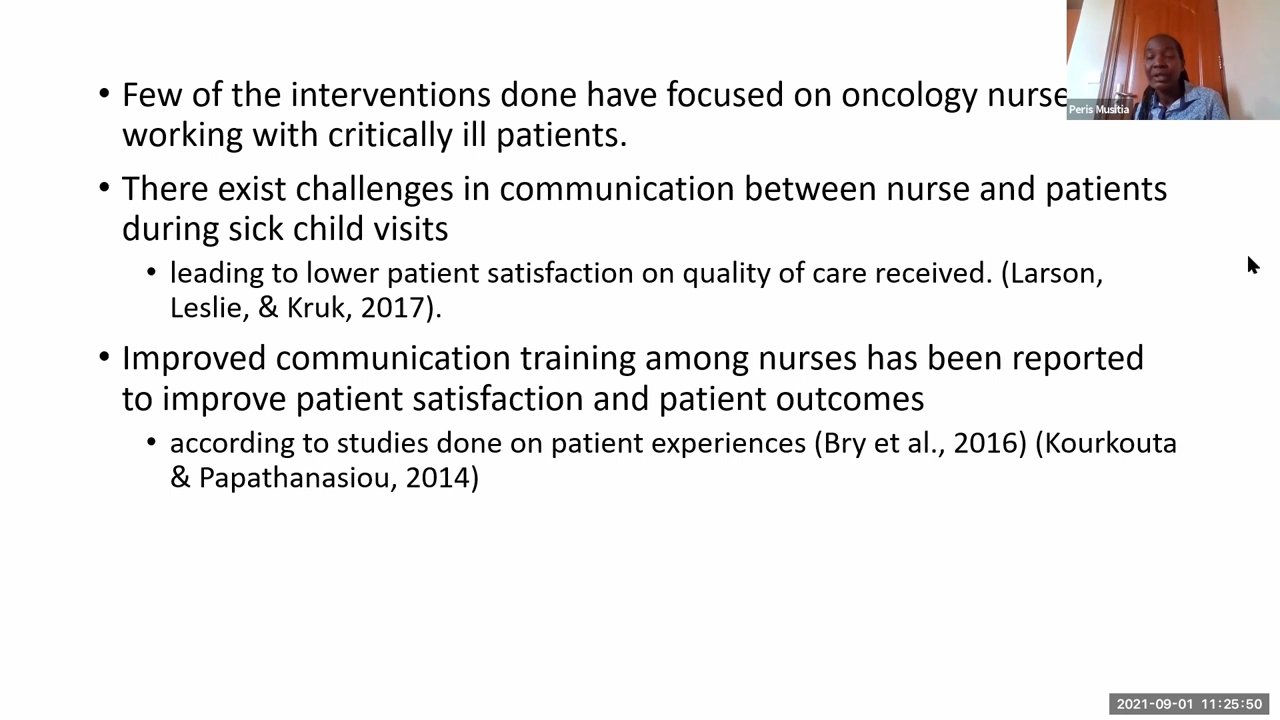 • Few of the interventions done have focused on oncology nurse
working with critically ill patients.
• There exist challenges in communication between nurse and patients
during sick child visits
• leading to lower patient satisfaction on quality of care received. (Larson,
Leslie, & Kruk, 2017).
• Improved communication training among nurses has been reported
to improve patient satisfaction and patient outcomes
• according to studies done on patient experiences (Bry et al., 2016) (Kourkouta
& Papathanasiou, 2014)
Peris Musitia
2021-09-01 11:25:50